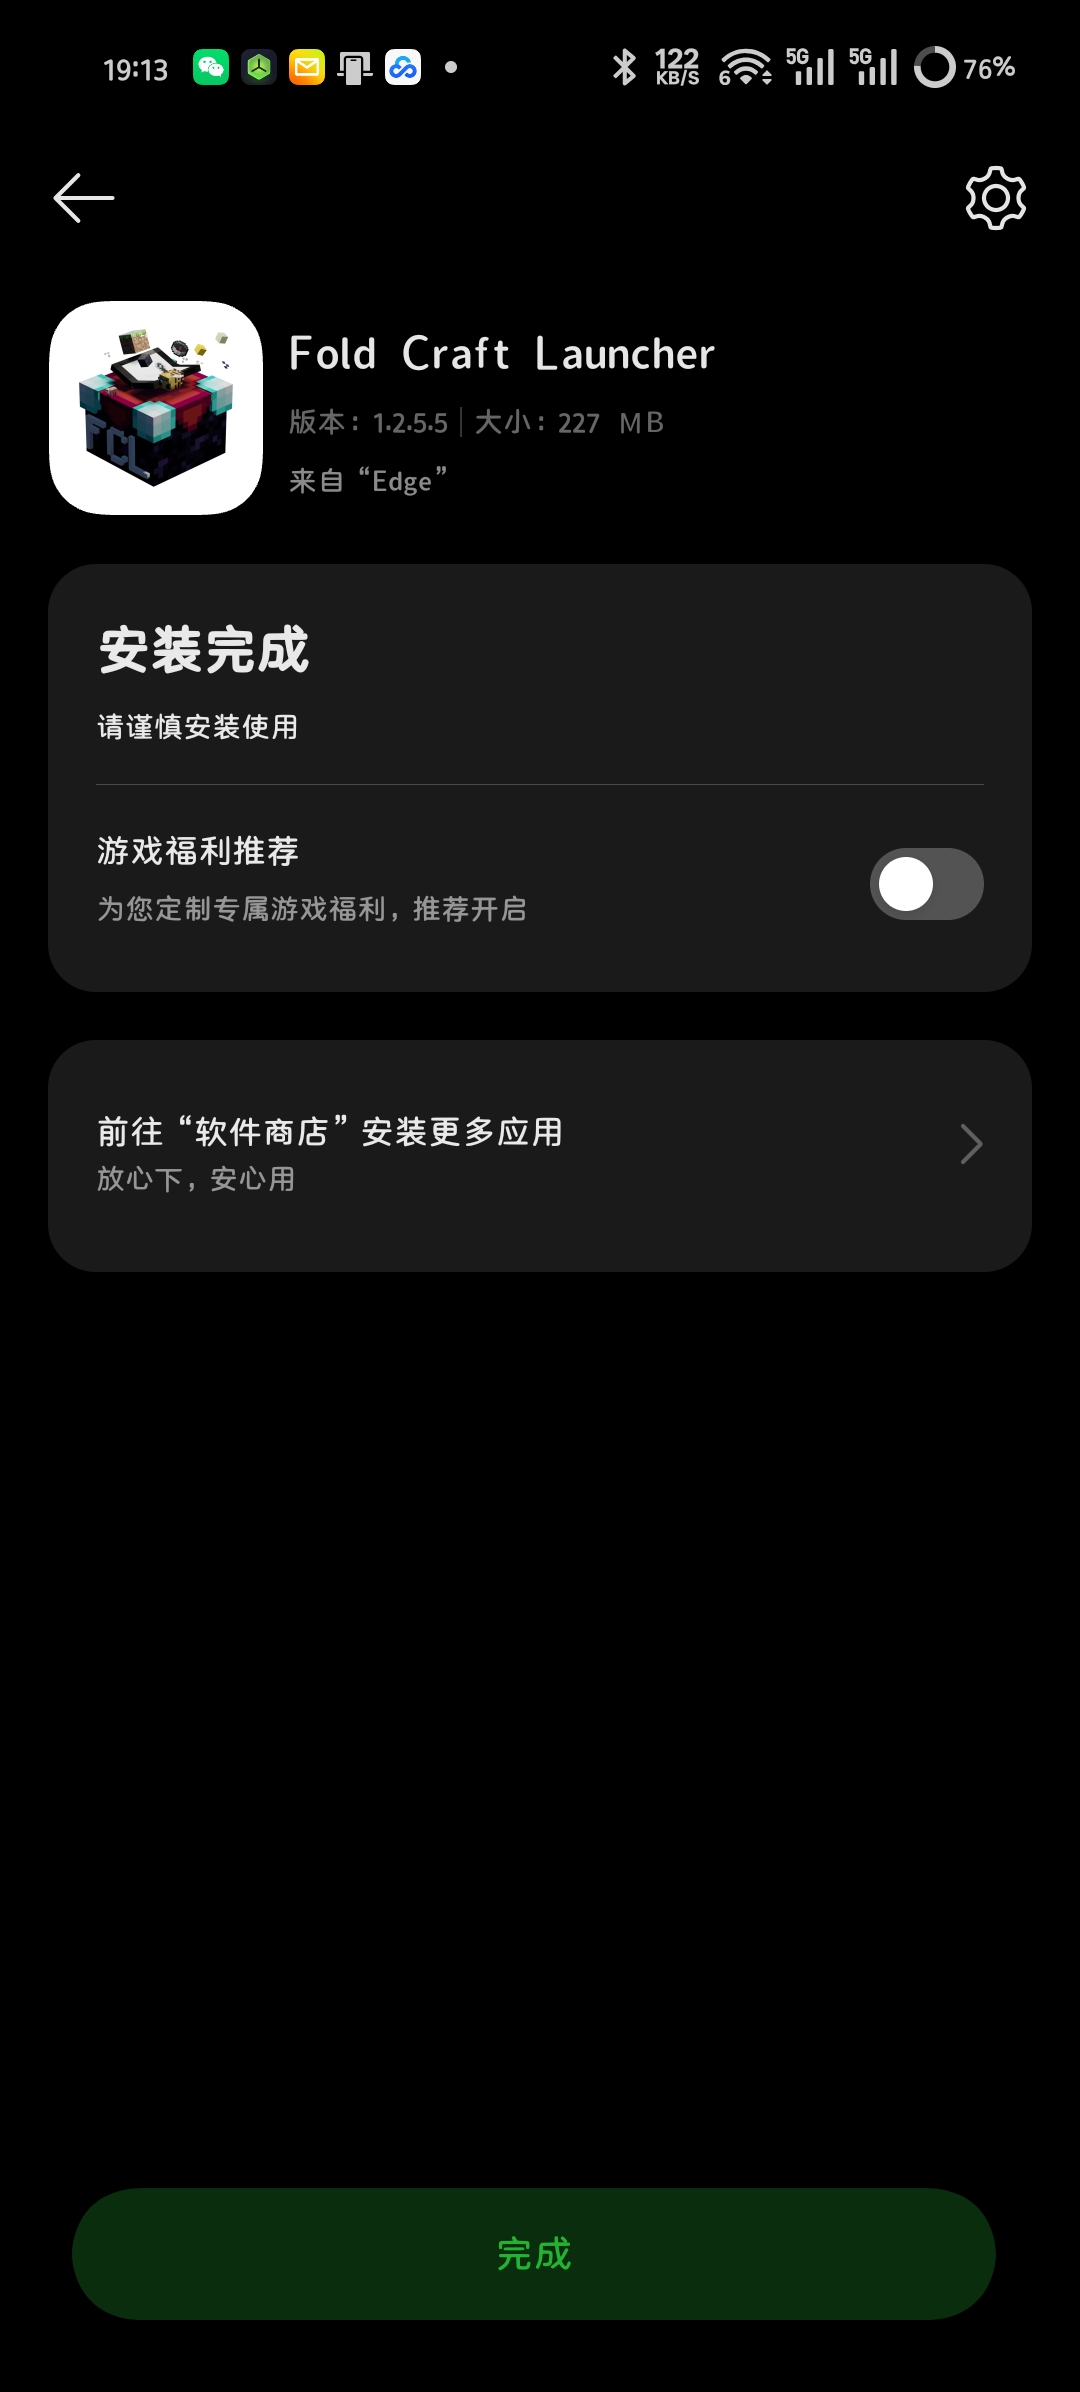 19:13 122 KB/S 6 5G 5G 76%
FCL
Fold Craft Launcher
版本：1.2.5.5 | 大小：227 MB
来自“Edge”
安装完成
请谨慎安装使用
游戏福利推荐
为您定制专属游戏福利，推荐开启
前往“软件商店”安装更多应用
放心下，安心用
完成